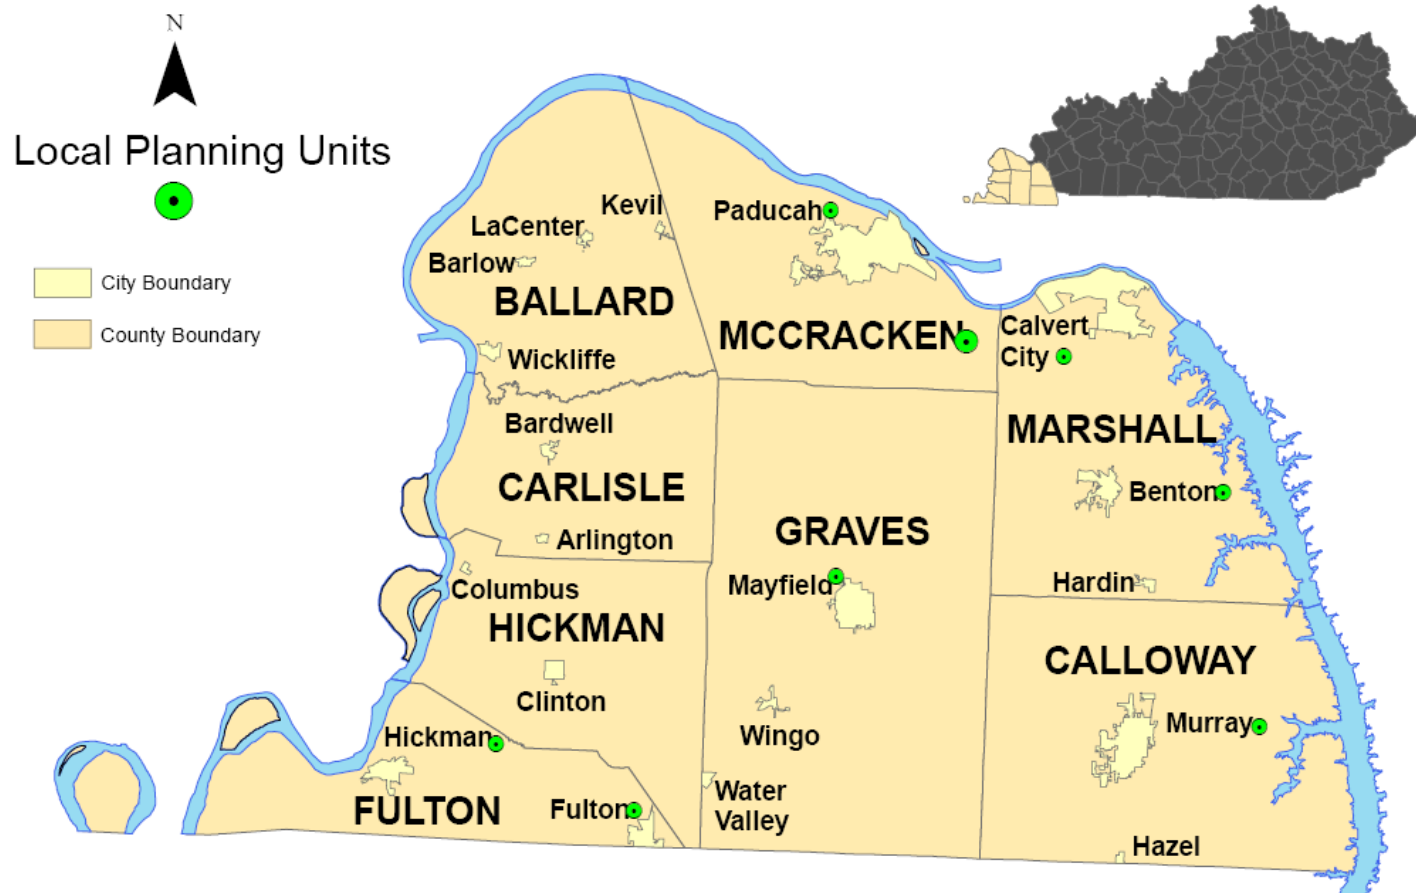 N
Local Planning Units
City Boundary
County Boundary
Kevil
LaCenter
Barlow
BALLARD
Wickliffe
Paducah
MCCRACKEN
Calvert
City
MARSHALL
Benton
Hardin
Bardwell
CARLISLE
Arlington
Columbus
HICKMAN
Clinton
GRAVES
Mayfield
Wingo
Water
Valley
CALLOWAY
Murray
Hazel
Hickman
FULTON
Fulton